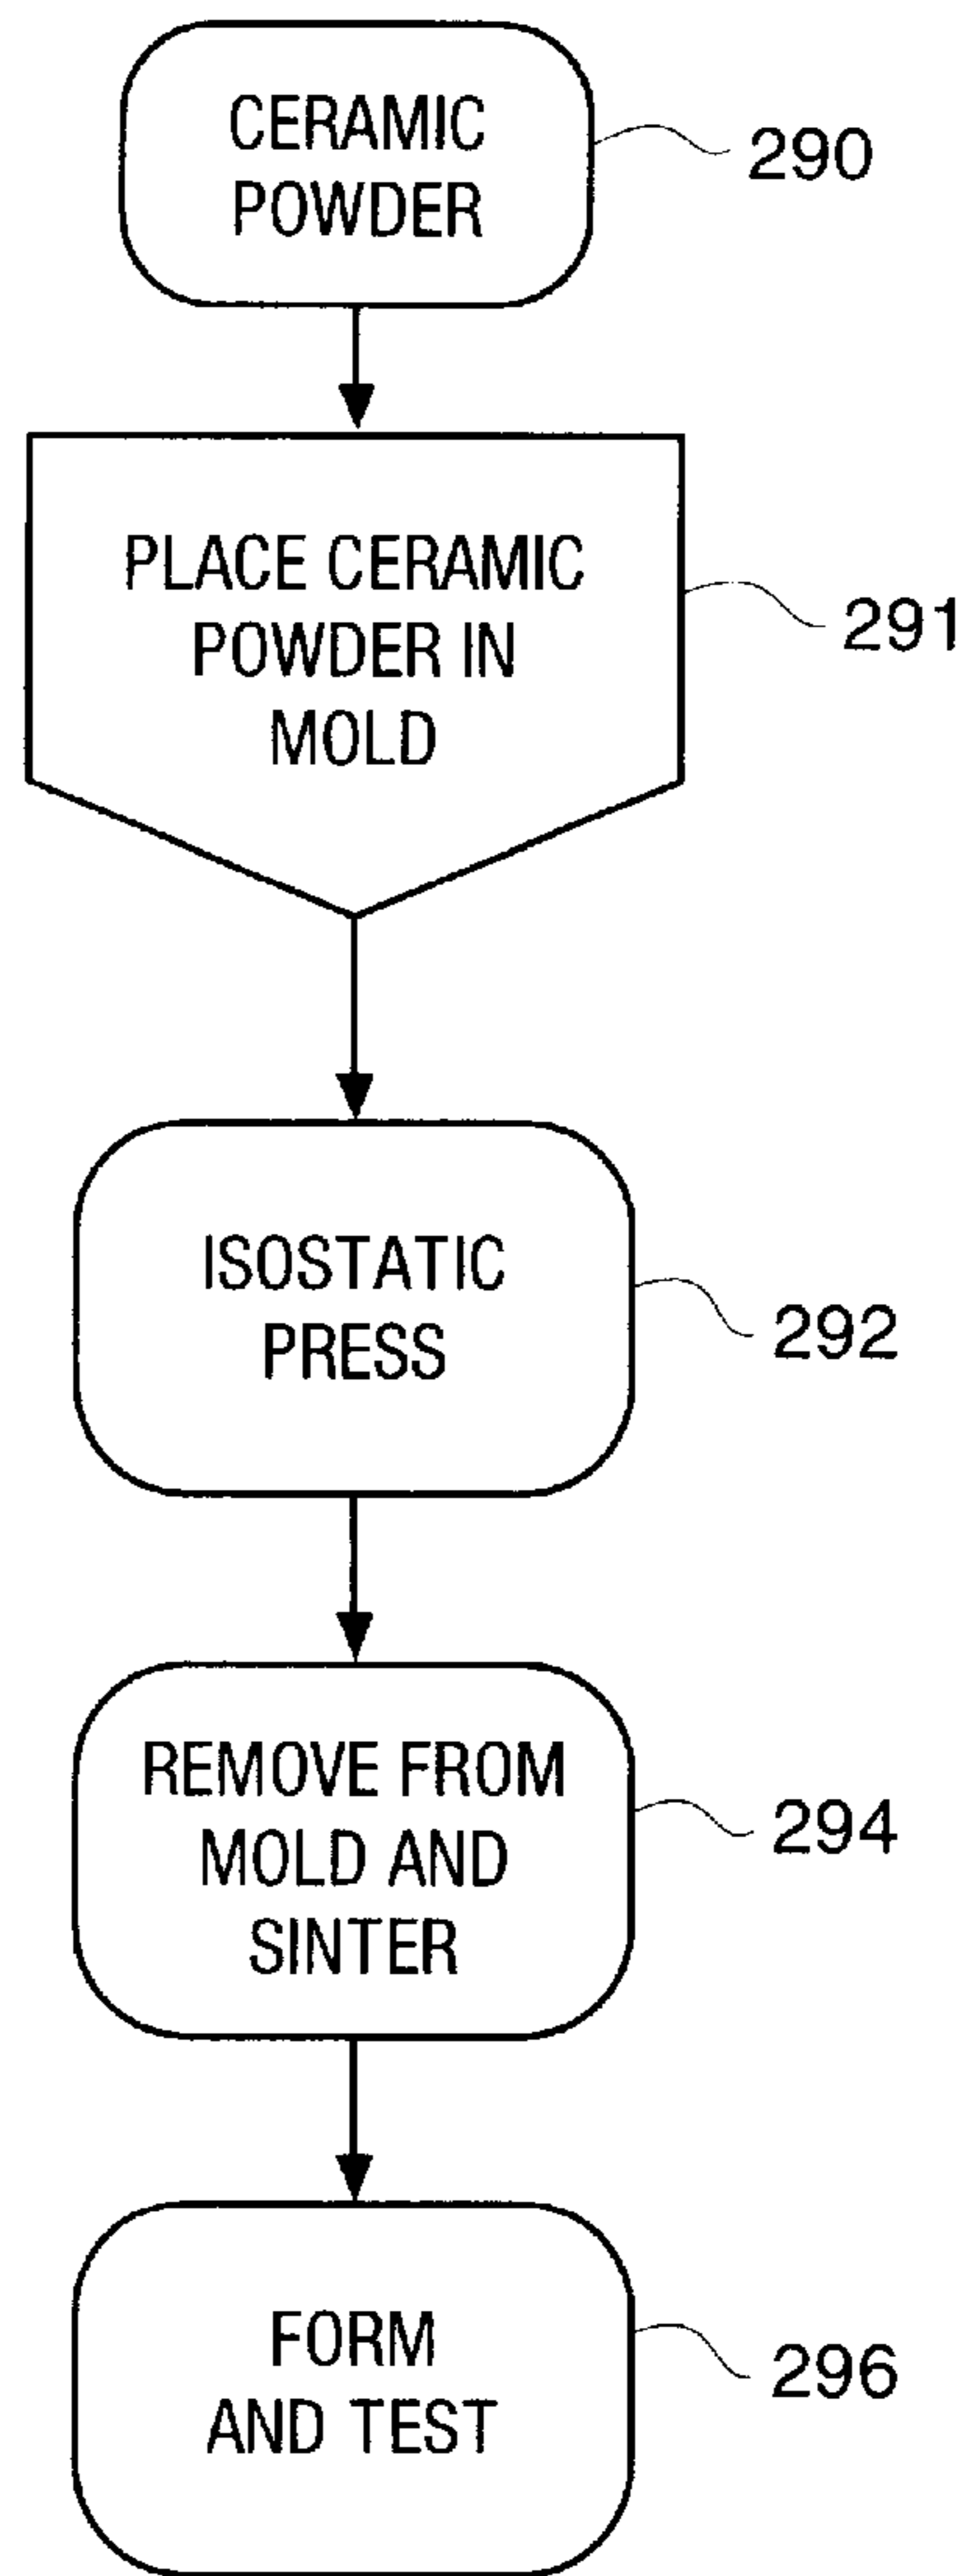 CERAMIC
POWDER
290
PLACE CERAMIC
POWDER IN
MOLD
291
ISOSTATIC
PRESS
292
REMOVE FROM
MOLD AND
SINTER
294
FORM
AND TEST
296